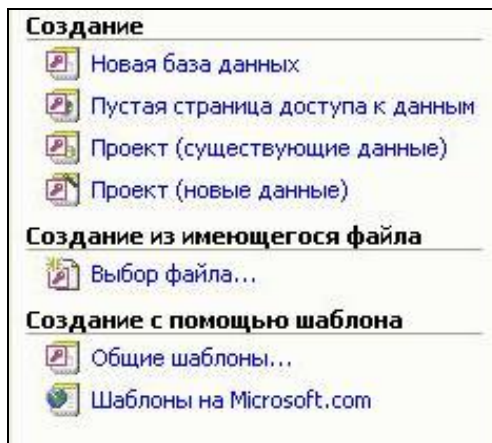 Создание
Новая база данных
Пустая страница доступа к данным
Проект (существующие данные)
Проект (новые данные)
Создание из имеющегося файла
Выбор файла...
Создание с помощью шаблона
Общие шаблоны...
Шаблоны на Microsoft.com